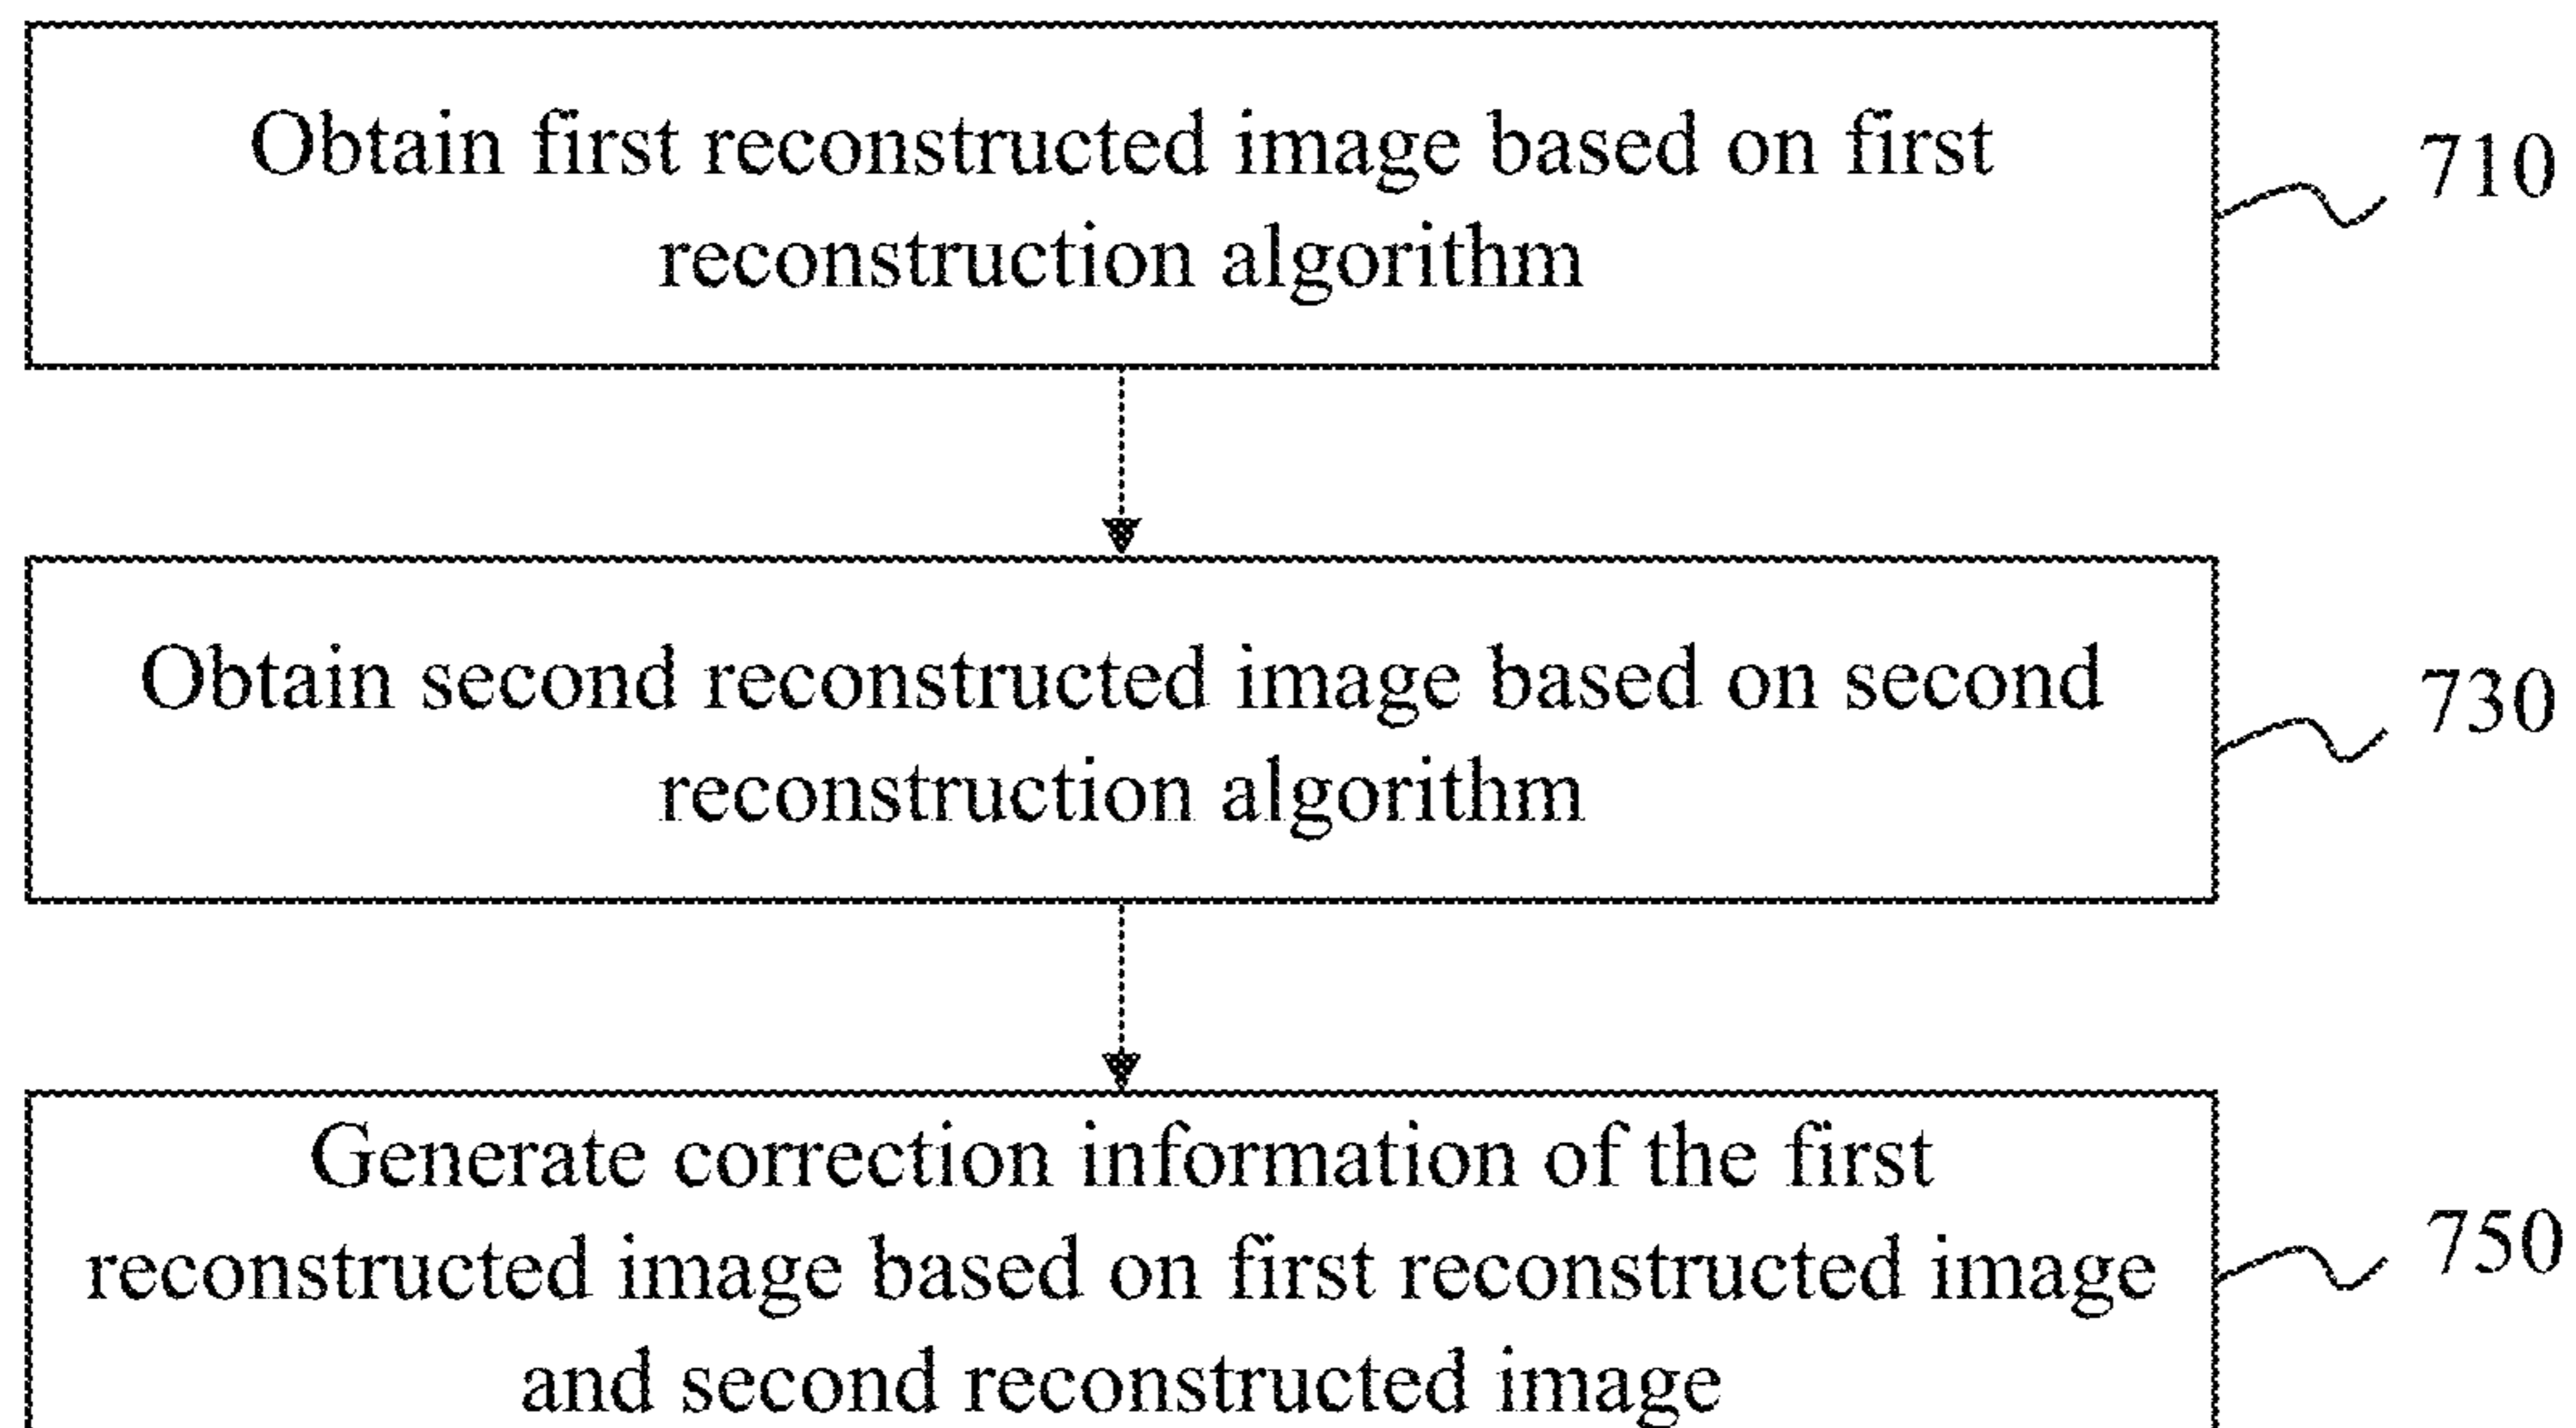 Obtain first reconstructed image based on first
reconstruction algorithm
710
Obtain second reconstructed image based on second
reconstruction algorithm
730
Generate correction information of the first
reconstructed image based on first reconstructed image
and second reconstructed image
750